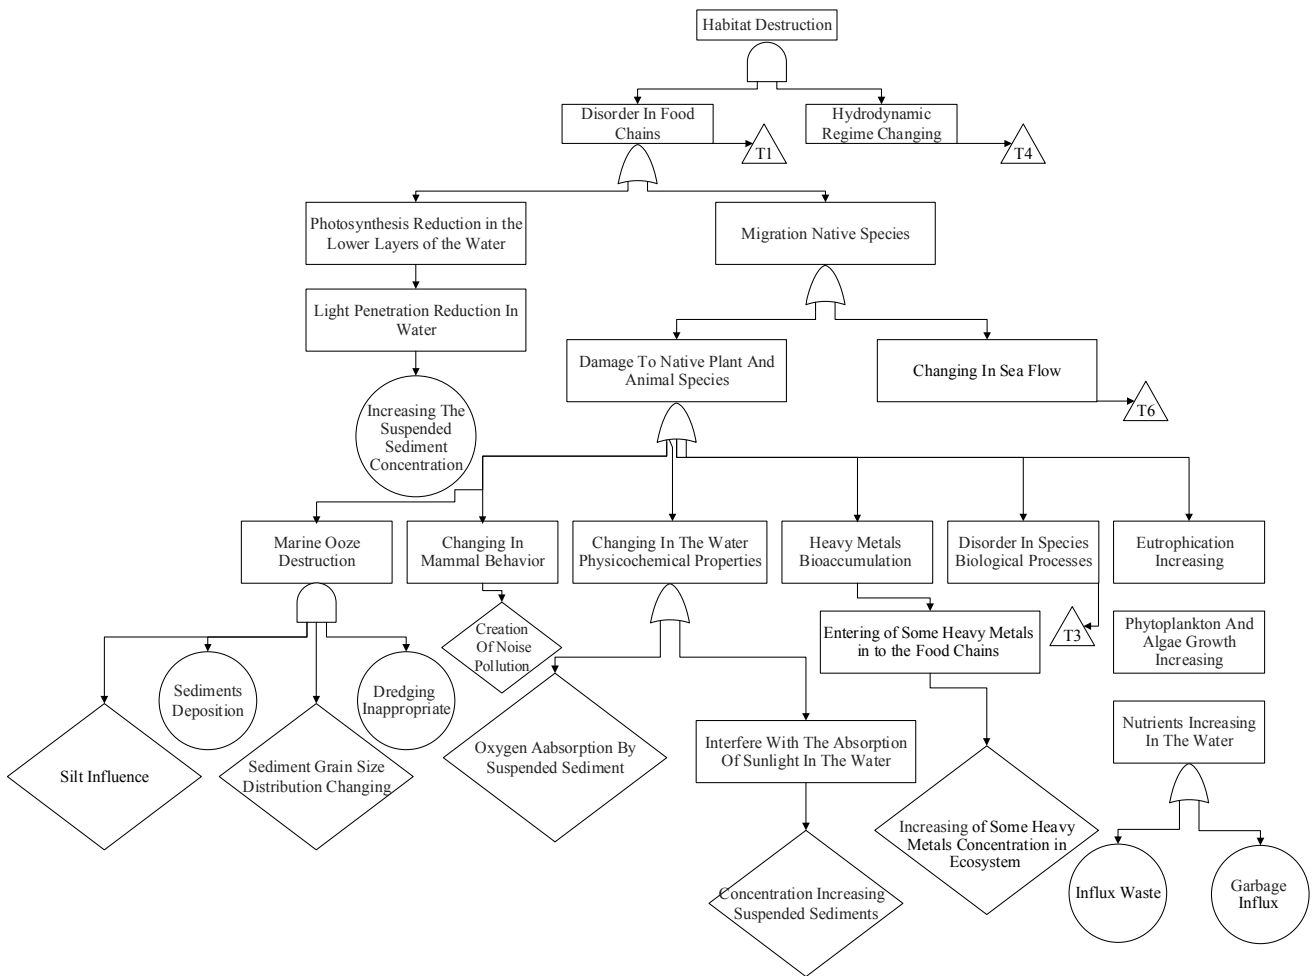 Habitat Destruction
Disorder In Food
Chains
Hydrodynamic
Regime Changing
T1
T4
Photosynthesis Reduction in the
Lower Layers of the Water
Migration Native Species
Light Penetration Reduction In
Water
Damage To Native Plant And
Animal Species
Changing In Sea Flow
T6
Increasing The
Suspended
Sediment
Concentration
Marine Ooze
Destruction
Changing In
Mammal Behavior
Changing In The Water
Physicochemical Properties
Heavy Metals
Bioaccumulation
Disorder In Species
Biological Processes
Eutrophication
Increasing
Creation
Of Noise
Pollution
Entering of Some Heavy Metals
in to the Food Chains
T3
Phytoplankton And
Algae Growth
Increasing
Sediments
Deposition
Dredging
Inappropriate
Silt Influence
Sediment Grain Size
Distribution Changing
Oxygen Aabsorption By
Suspended Sediment
Interfere With The Absorption
Of Sunlight In The Water
Nutrients Increasing
In The Water
Increasing of Some Heavy
Metals Concentration in
Ecosystem
Concentration Increasing
Suspended Sediments
Influx Waste
Garbage
Influx